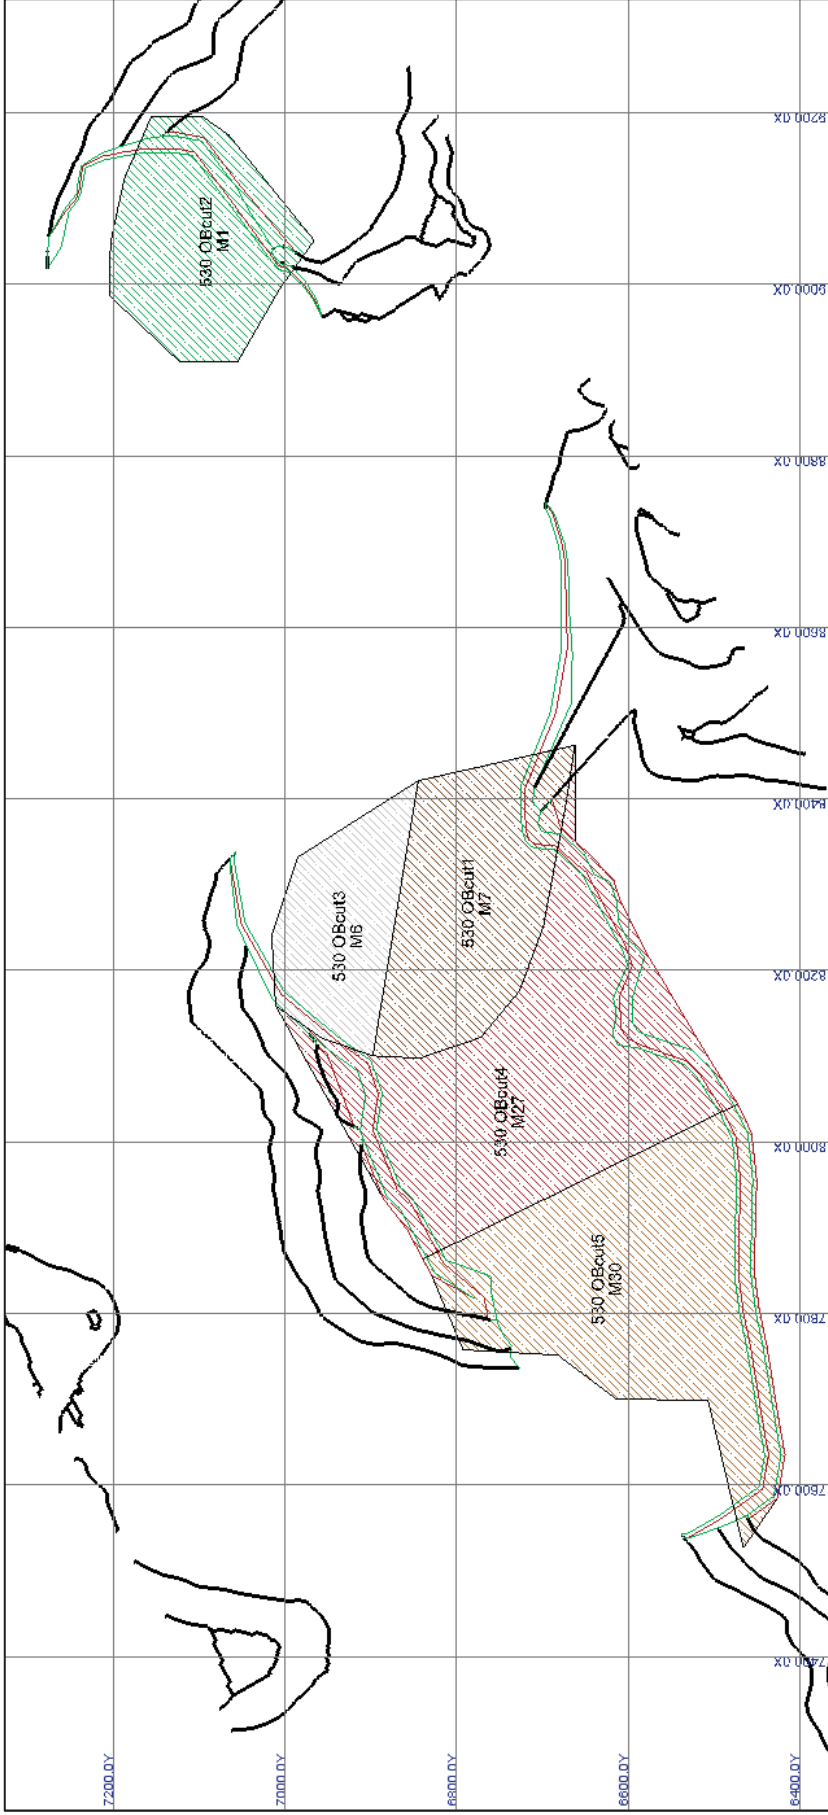 530 OBcut2
M1
530 OBcut3
M6
530 OBcut1
M7
530 OBcut4
M27
530 OBcut5
M30
9200.0X
9000.0X
8800.0X
8600.0X
8400.0X
8200.0X
8000.0X
7800.0X
7600.0X
7400.0X
7200.0Y
7000.0Y
6800.0Y
6600.0Y
6400.0Y